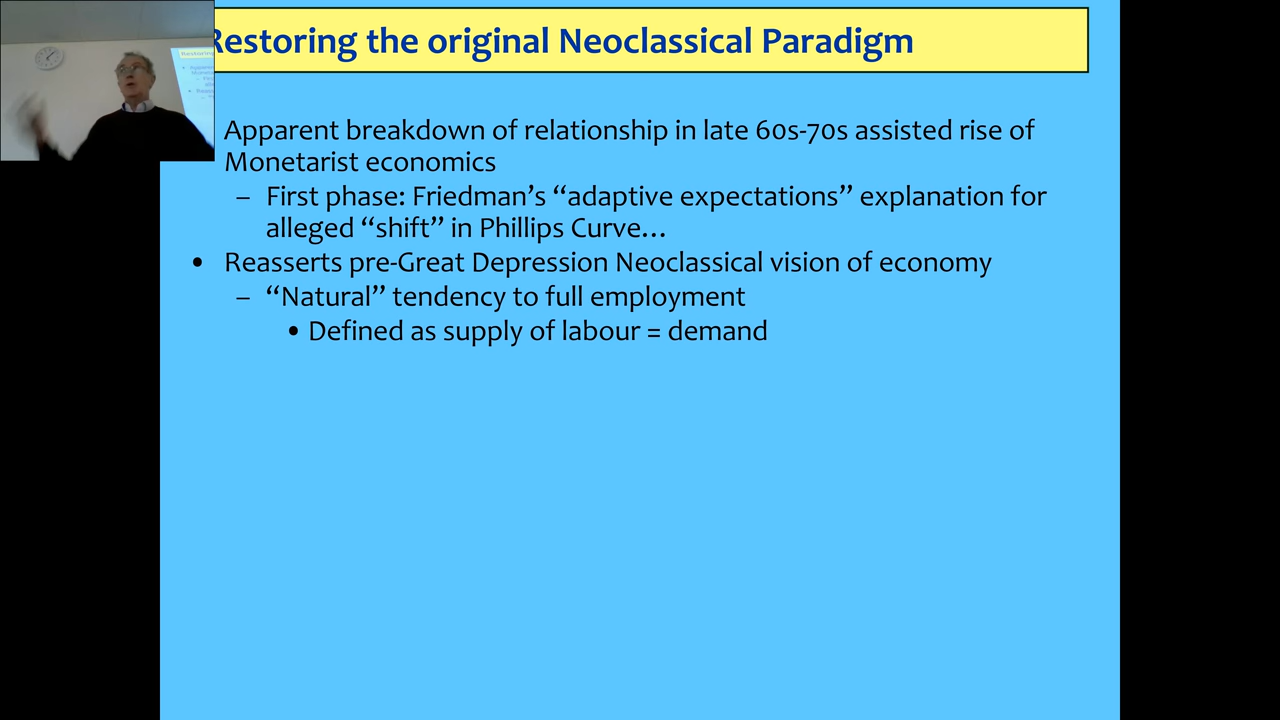 Restoring the original Neoclassical Paradigm
Apparent breakdown of relationship in late 60s-70s assisted rise of
Monetarist economics
– First phase: Friedman’s “adaptive expectations” explanation for
alleged “shift” in Phillips Curve…
• Reasserts pre-Great Depression Neoclassical vision of economy
– “Natural” tendency to full employment
• Defined as supply of labour = demand